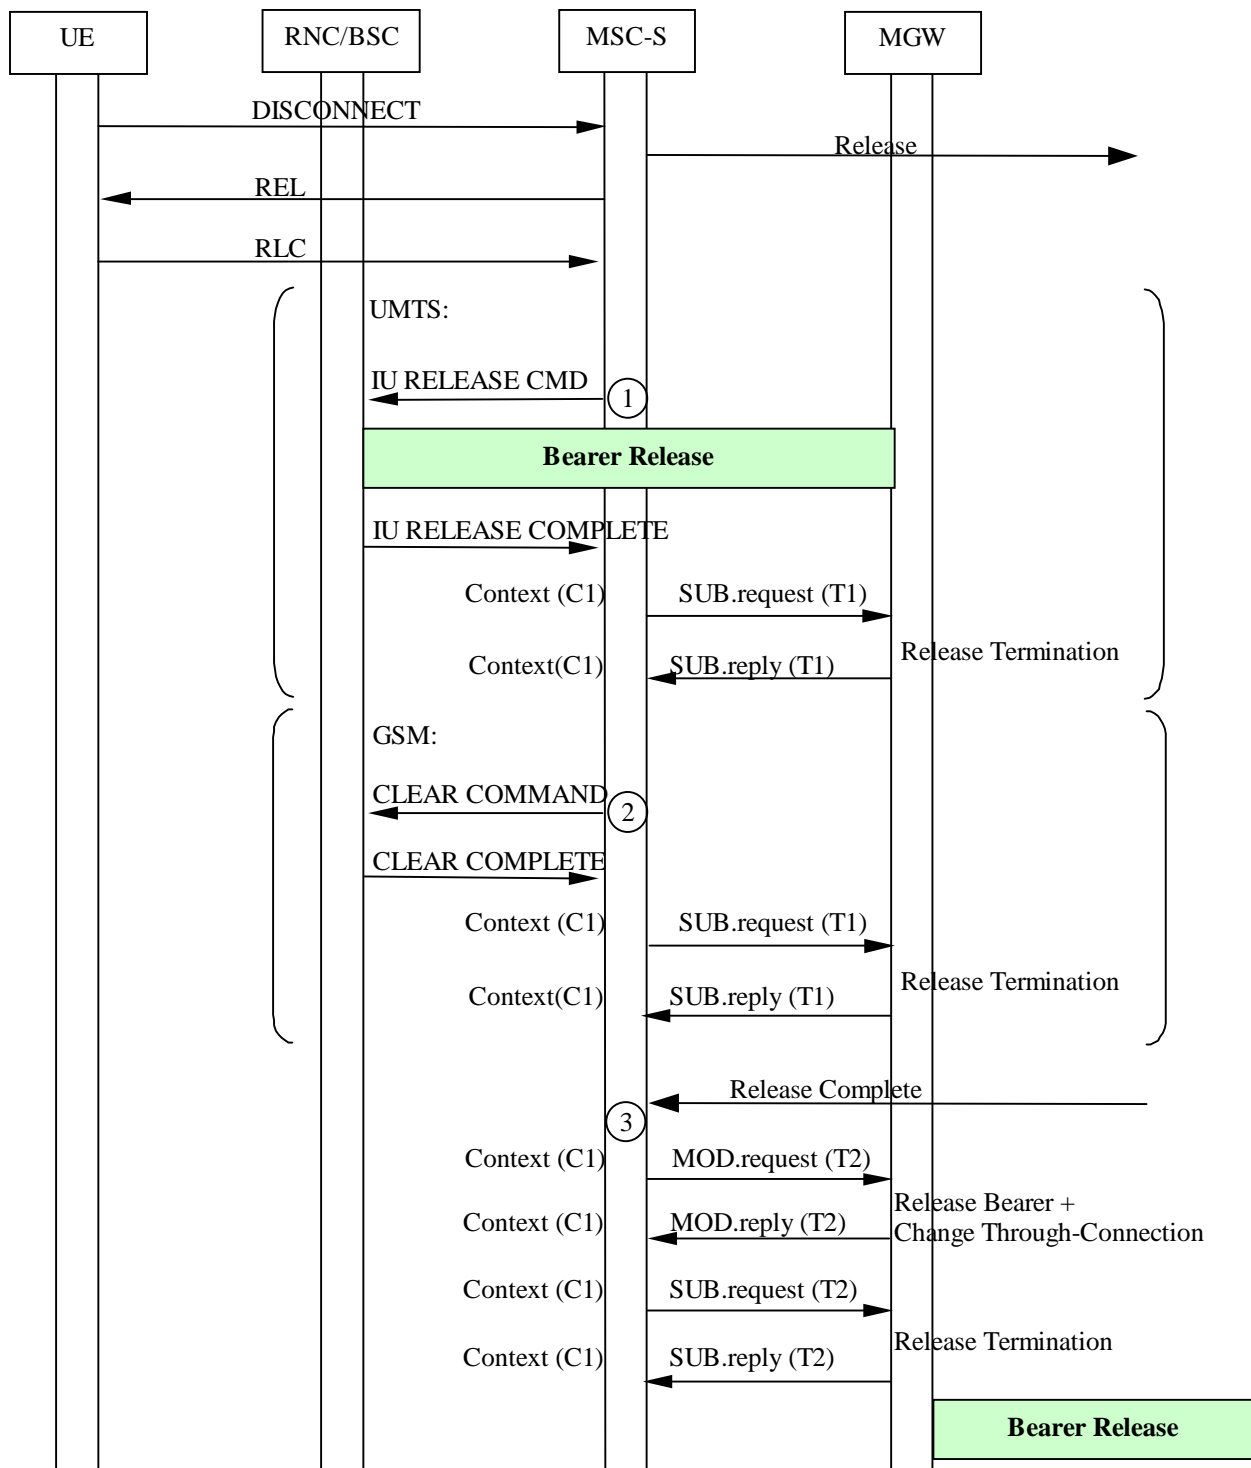 UE
RNC/BSC
MSC-S
MGW
DISCONNECT
Release
REL
RLC
UMTS:
IU RELEASE CMD
1
Bearer Release
IU RELEASE COMPLETE
Context (C1)
SUB.request (T1)
Context(C1)
SUB.reply (T1)
Release Termination
GSM:
CLEAR COMMAND
2
CLEAR COMPLETE
Context (C1)
SUB.request (T1)
Context(C1)
SUB.reply (T1)
Release Termination
Release Complete
3
Context (C1)
MOD.request (T2)
Context (C1)
MOD.reply (T2)
Release Bearer +
Change Through-Connection
Context (C1)
SUB.request (T2)
Context (C1)
SUB.reply (T2)
Release Termination
Bearer Release